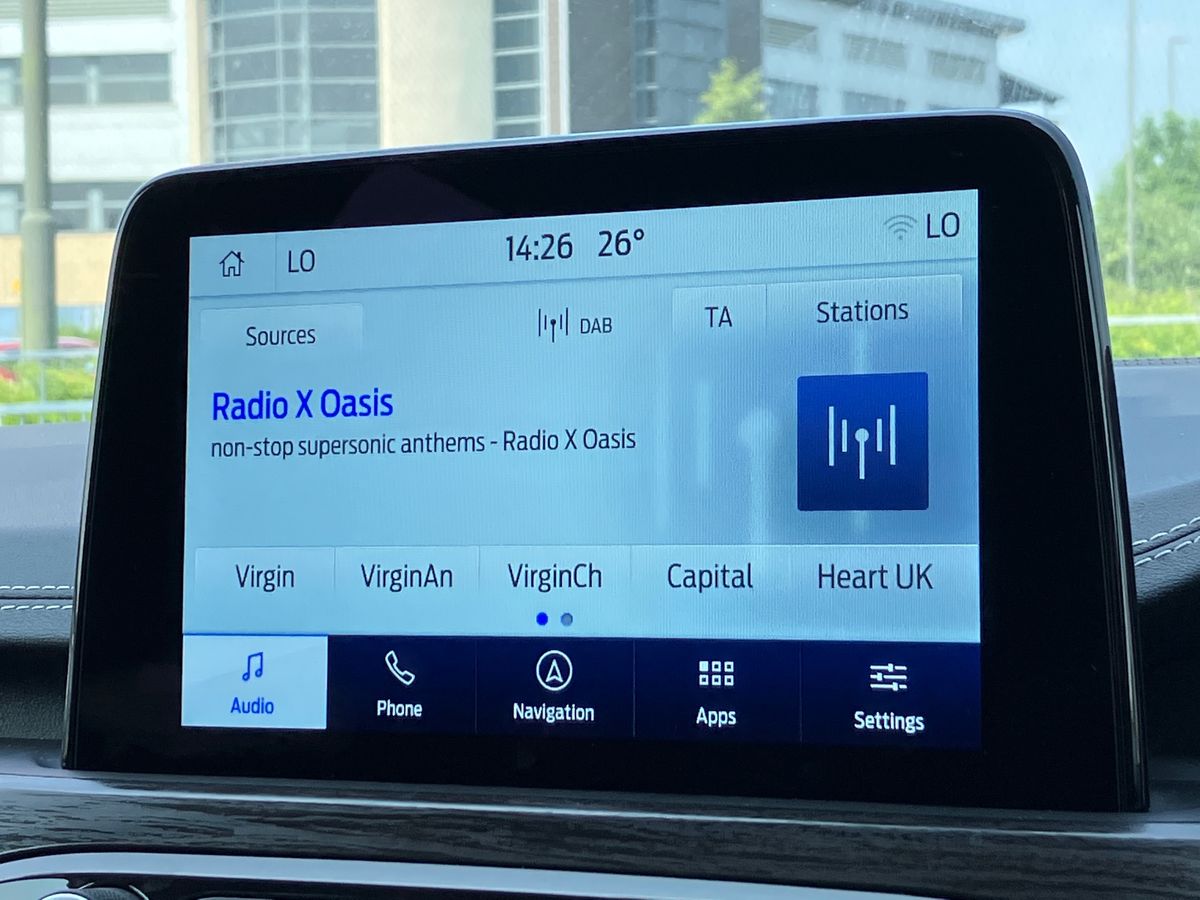 LO 14:26 26° LO
Sources DAB TA Stations
Radio X Oasis
non-stop supersonic anthems - Radio X Oasis
Virgin VirginAn VirginCh Capital Heart UK
Audio Phone Navigation Apps Settings